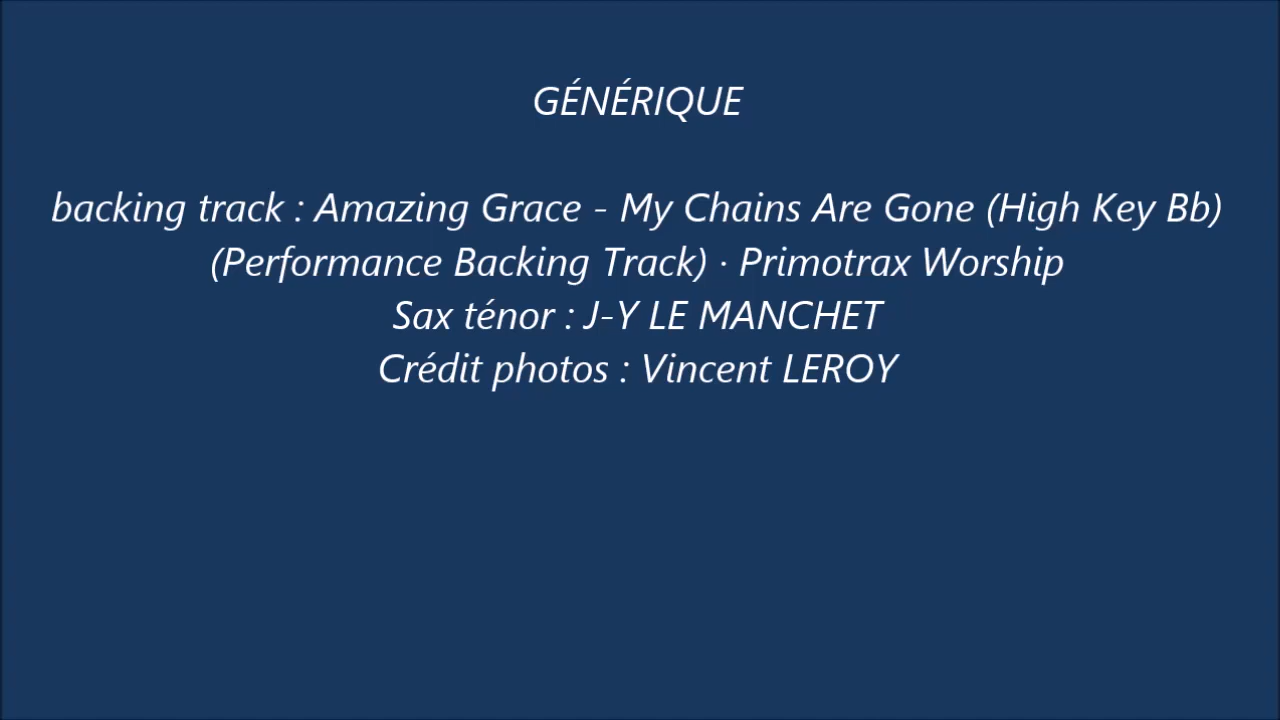 GÉNÉRIQUE
backing track : Amazing Grace - My Chains Are Gone (High Key Bb)
(Performance Backing Track) · Primotrax Worship
Sax ténor : J-Y LE MANCHET
Crédit photos : Vincent LEROY